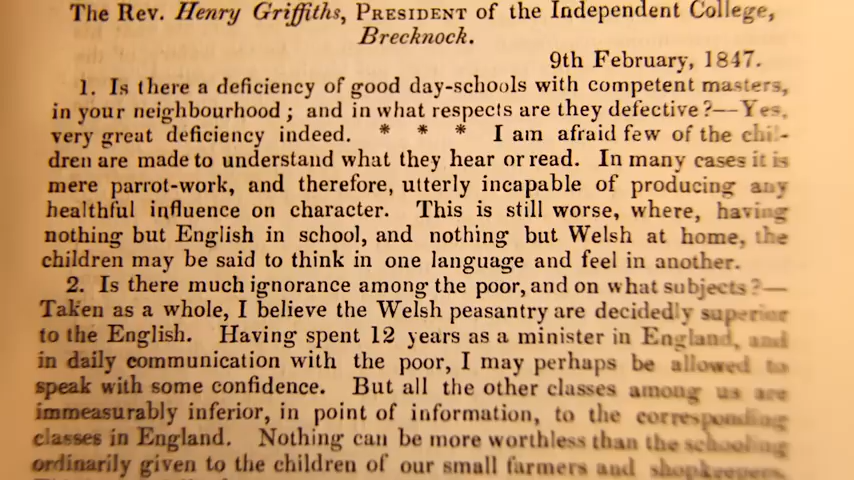 The Rev. Henry Griffiths, PRESIDENT of the Independent College,
Brecknock.
9th February, 1847.
1. Is there a deficiency of good day-schools with competent masters,
in your neighbourhood; and in what respects are they defective?—Yes,
very great deficiency indeed. * * * I am afraid few of the chil-
dren are made to understand what they hear or read. In many cases it is
mere parrot-work, and therefore, utterly incapable of producing any
healthful influence on character. This is still worse, where, having
nothing but English in school, and nothing but Welsh at home, the
children may be said to think in one language and feel in another.
2. Is there much ignorance among the poor, and on what subjects?—
Taken as a whole, I believe the Welsh peasantry are decidedly superior
to the English. Having spent 12 years as a minister in England, and
in daily communication with the poor, I may perhaps be allowed to
speak with some confidence. But all the other classes among us are
immeasurably inferior, in point of information, to the corresponding
classes in England. Nothing can be more worthless than the schooling
ordinarily given to the children of our small farmers and shopkeepers.